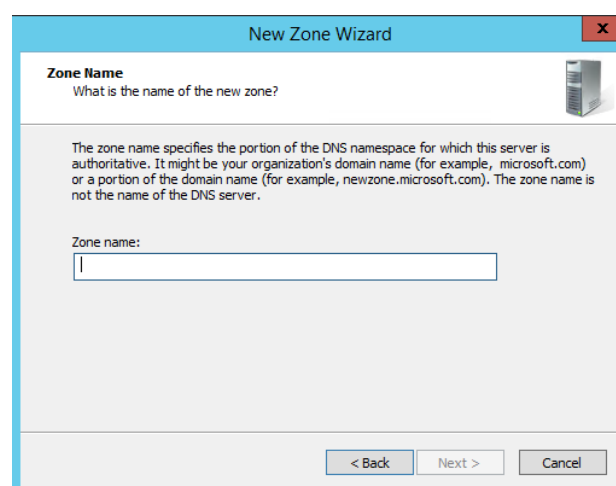 New Zone Wizard
x
Zone Name
What is the name of the new zone?
The zone name specifies the portion of the DNS namespace for which this server is
authoritative. It might be your organization's domain name (for example, microsoft.com)
or a portion of the domain name (for example, newzone.microsoft.com). The zone name is
not the name of the DNS server.
Zone name:
< Back Next > Cancel